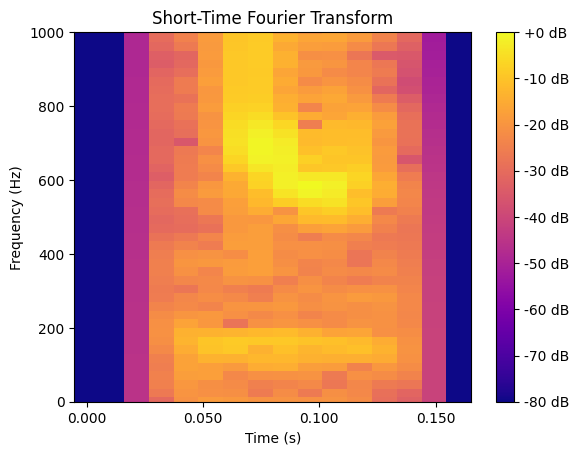 Short-Time Fourier Transform
1000
800
600
400
200
0
Frequency (Hz)
0.000
0.050
0.100
0.150
Time (s)
+0 dB
-10 dB
-20 dB
-30 dB
-40 dB
-50 dB
-60 dB
-70 dB
-80 dB